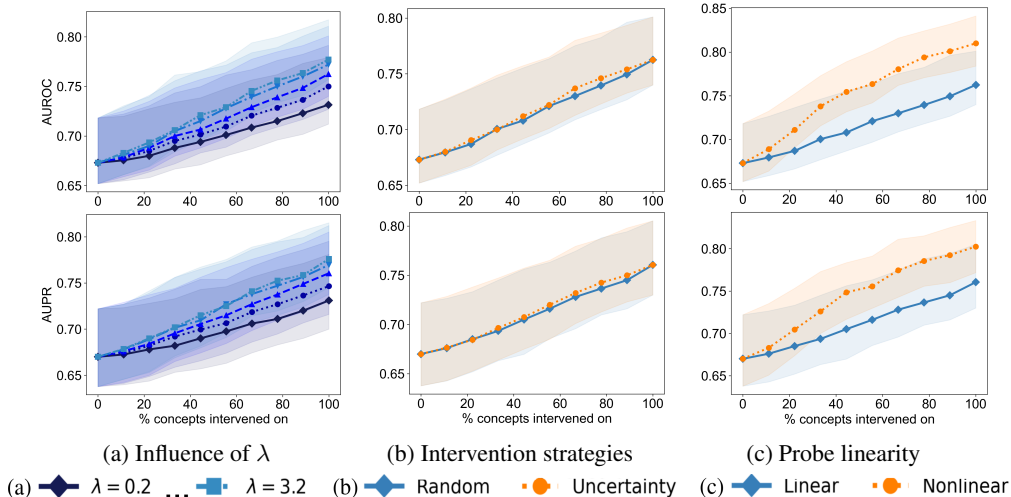 0.80
0.75
0.70
0.65
AUROC
0 20 40 60 80 100
0.80
0.75
0.70
0.65
0 20 40 60 80 100
0.85
0.80
0.75
0.70
0.65
0 20 40 60 80 100
0.80
0.75
0.70
0.65
AUPR
0 20 40 60 80 100
% concepts intervened on
0.80
0.75
0.70
0.65
0 20 40 60 80 100
% concepts intervened on
0.80
0.75
0.70
0.65
0 20 40 60 80 100
% concepts intervened on
(a) Influence of λ (b) Intervention strategies (c) Probe linearity
(a) λ = 0.2 ... λ = 3.2 (b) Random Uncertainty (c) Linear Nonlinear